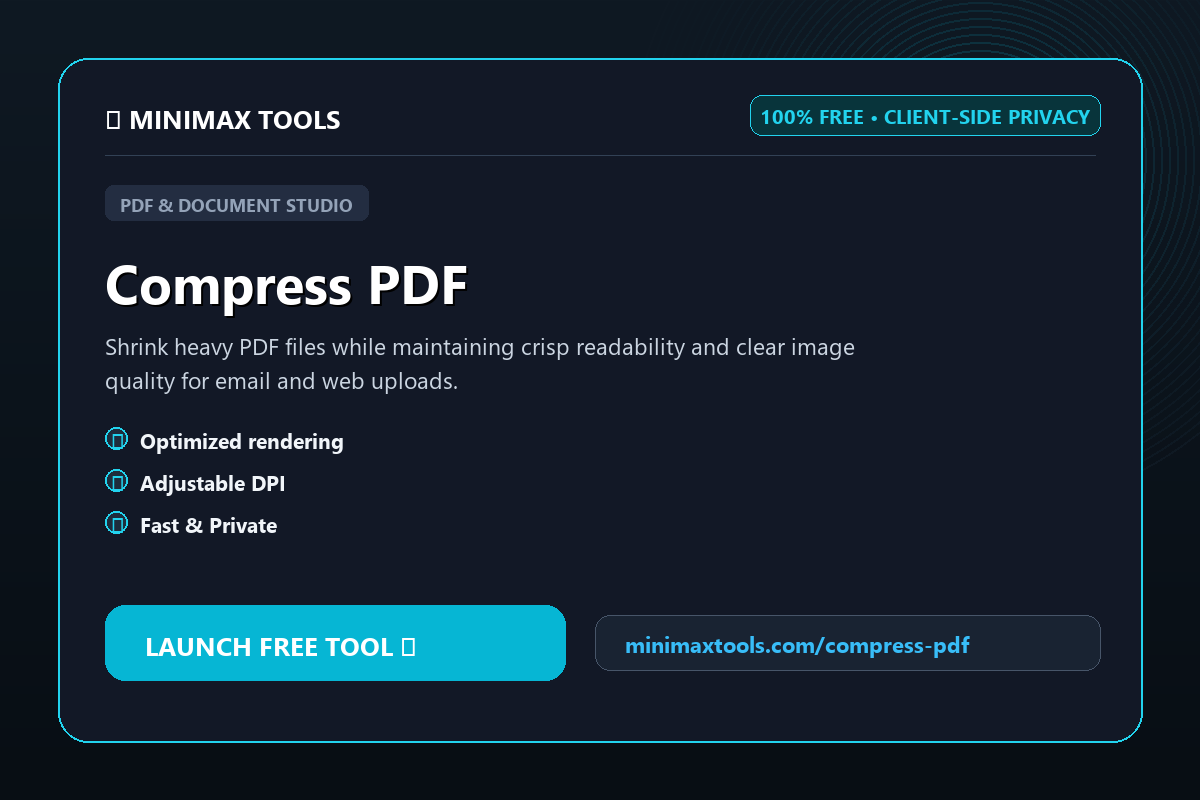 MINIMAX TOOLS
100% FREE • CLIENT-SIDE PRIVACY
PDF & DOCUMENT STUDIO
Compress PDF
Shrink heavy PDF files while maintaining crisp readability and clear image
quality for email and web uploads.
Optimized rendering
Adjustable DPI
Fast & Private
LAUNCH FREE TOOL
minimaxtools.com/compress-pdf